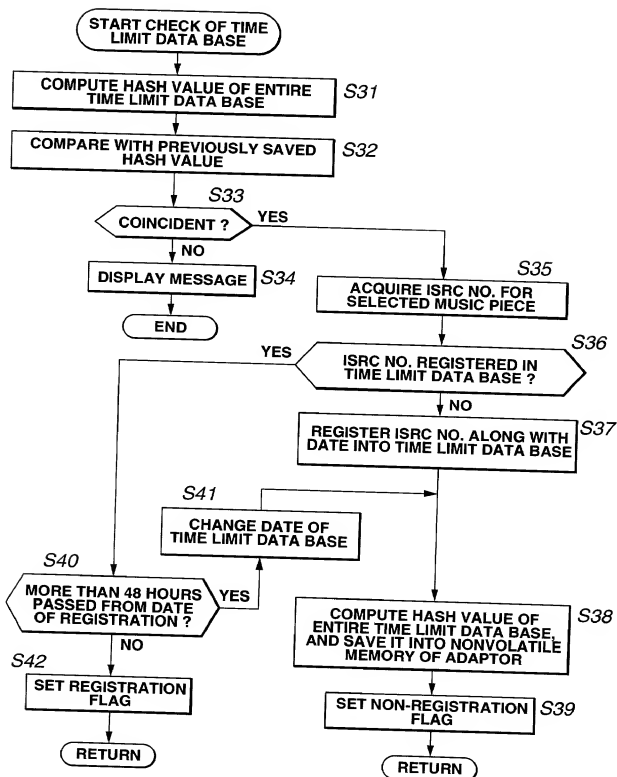 START CHECK OF TIME
LIMIT DATA BASE
COMPUTE HASH VALUE OF ENTIRE
TIME LIMIT DATA BASE
S31
COMPARE WITH PREVIOUSLY SAVED
HASH VALUE
S32
S33
COINCIDENT ?
YES
NO
DISPLAY MESSAGE
S34
END
S35
ACQUIRE ISRC NO. FOR
SELECTED MUSIC PIECE
S36
YES
ISRC NO. REGISTERED IN
TIME LIMIT DATA BASE ?
NO
REGISTER ISRC NO. ALONG WITH
DATE INTO TIME LIMIT DATA BASE
S37
S41
CHANGE DATE OF
TIME LIMIT DATA BASE
S40
MORE THAN 48 HOURS
PASSED FROM DATE
OF REGISTRATION ?
YES
NO
COMPUTE HASH VALUE OF
ENTIRE TIME LIMIT DATA BASE,
AND SAVE IT INTO NONVOLATILE
MEMORY OF ADAPTOR
S38
S42
SET REGISTRATION
FLAG
RETURN
SET NON-REGISTRATION
FLAG
S39
RETURN